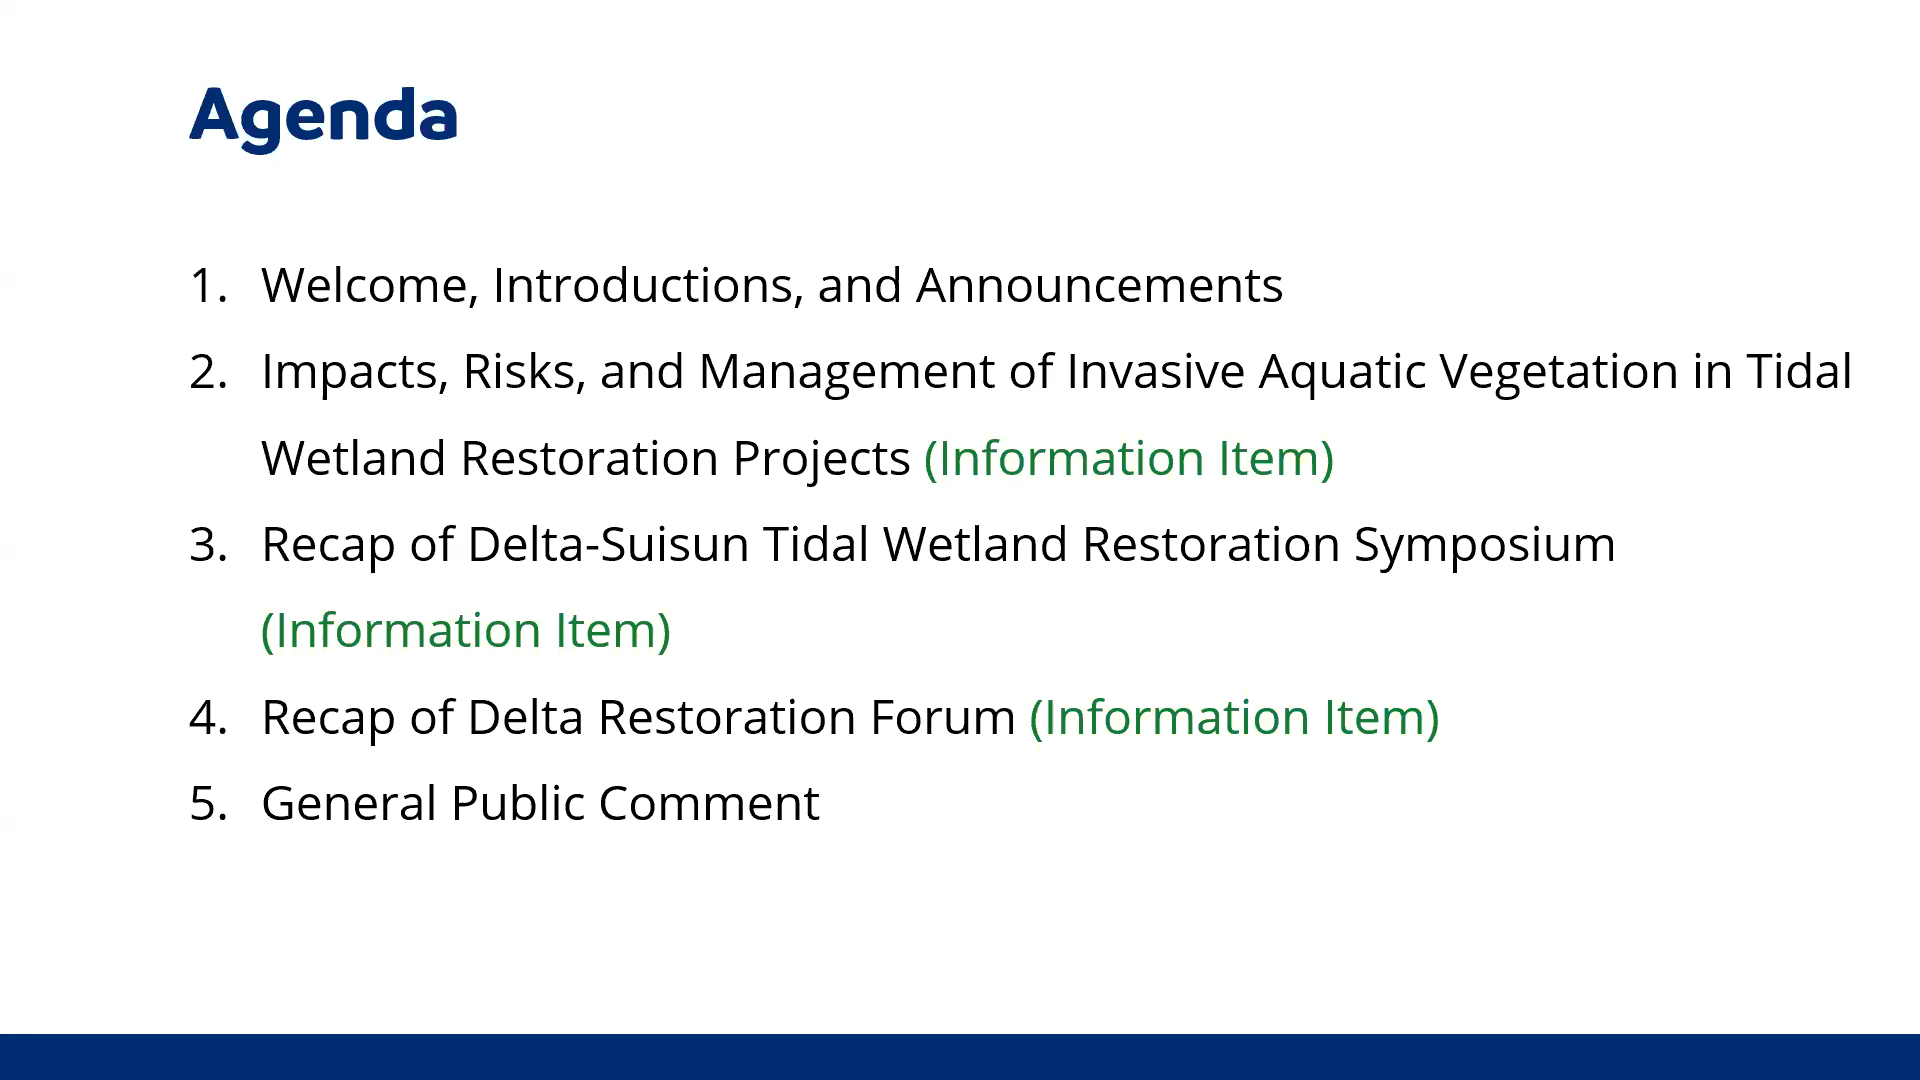 Agenda
1. Welcome, Introductions, and Announcements
2. Impacts, Risks, and Management of Invasive Aquatic Vegetation in Tidal
Wetland Restoration Projects (Information Item)
3. Recap of Delta-Suisun Tidal Wetland Restoration Symposium
(Information Item)
4. Recap of Delta Restoration Forum (Information Item)
5. General Public Comment